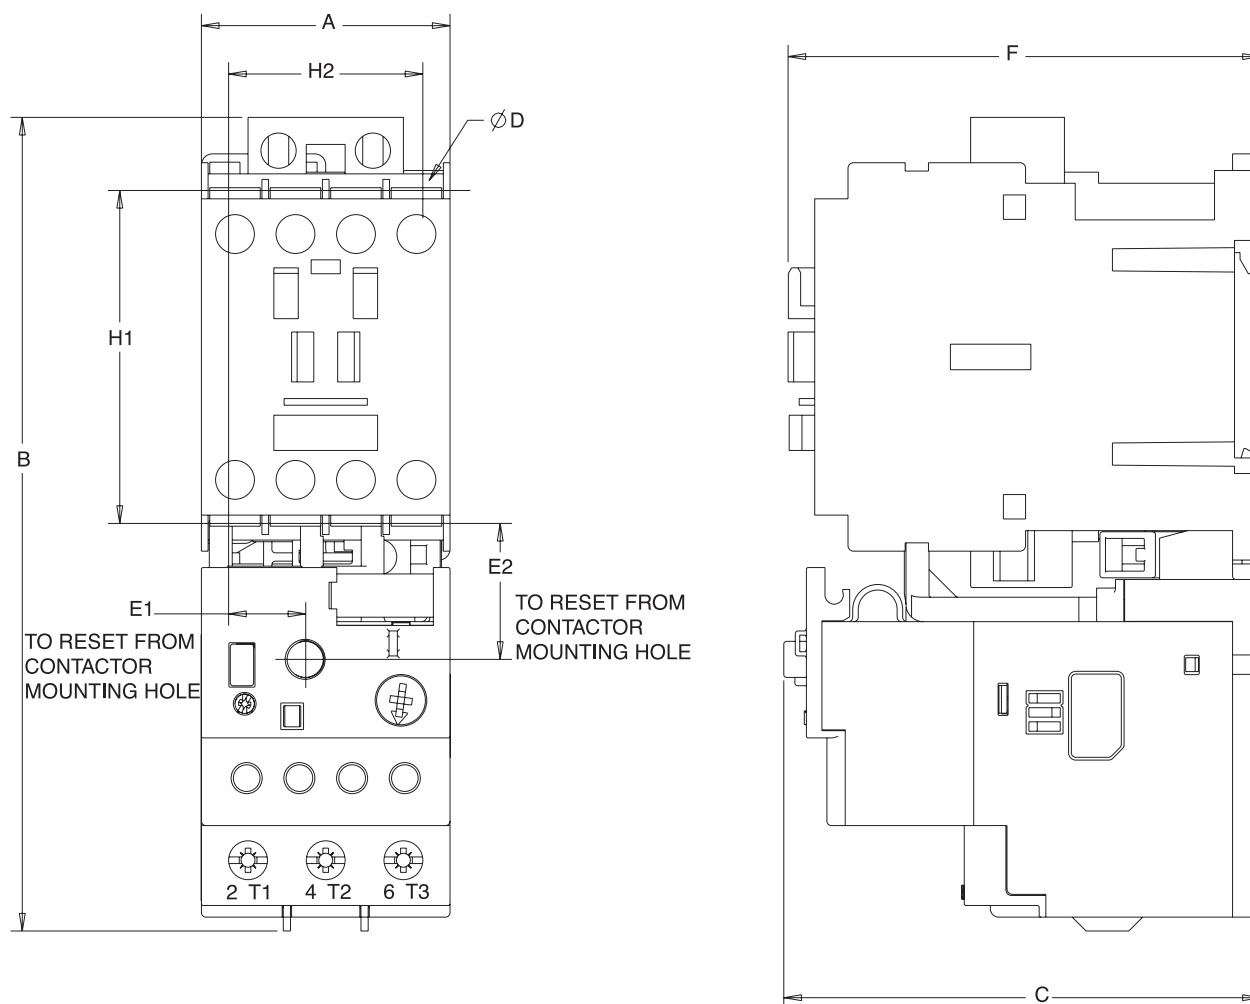 A
H2
ØD
F
H1
B
E2
E1
TO RESET FROM
CONTACTOR
MOUNTING HOLE
TO RESET FROM
CONTACTOR
MOUNTING HOLE
2 T1 4 T2 6 T3
C